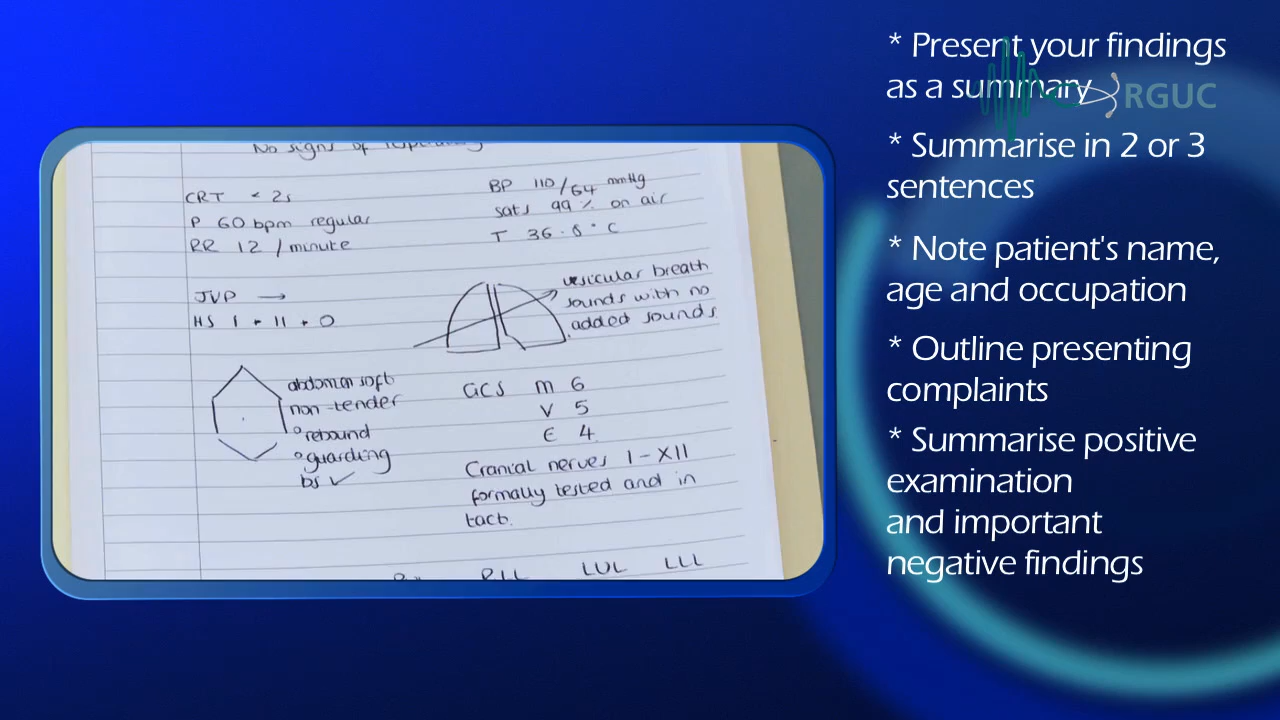 No signs of
CRT < 2s
P 60 bpm regular
RR 12 / minute
BP 110/64 mmHg
sats 99 % on air
T 36.8°C
JVP →
HS I + II + O
vesicular breath
sounds with no
added sounds
abdomen soft
non-tender
° rebound
° guarding
bs ✓
GCS M 6
V 5
E 4
Cranial nerves I - XII
formally tested and in
tact.
RLL LUL LLL
* Present your findings
as a summary
RGUC
* Summarise in 2 or 3
sentences
* Note patient's name,
age and occupation
* Outline presenting
complaints
* Summarise positive
examination
and important
negative findings